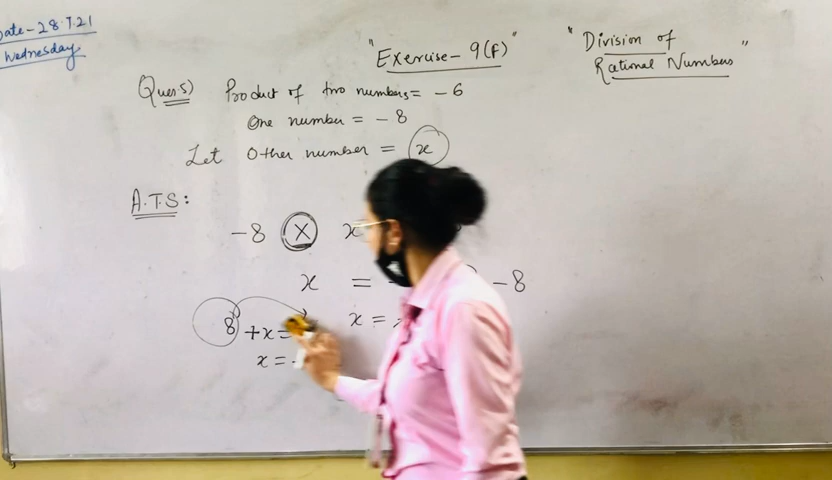 Date-28.7.21
Wednesday
"Exercise-9(f)"
"Division of
Rational Numbers"
Ques5) Product of two numbers = -6
One number = -8
Let Other number = x
A.T.S:
-8 × x
x = -8
8 + x =
x =
x =